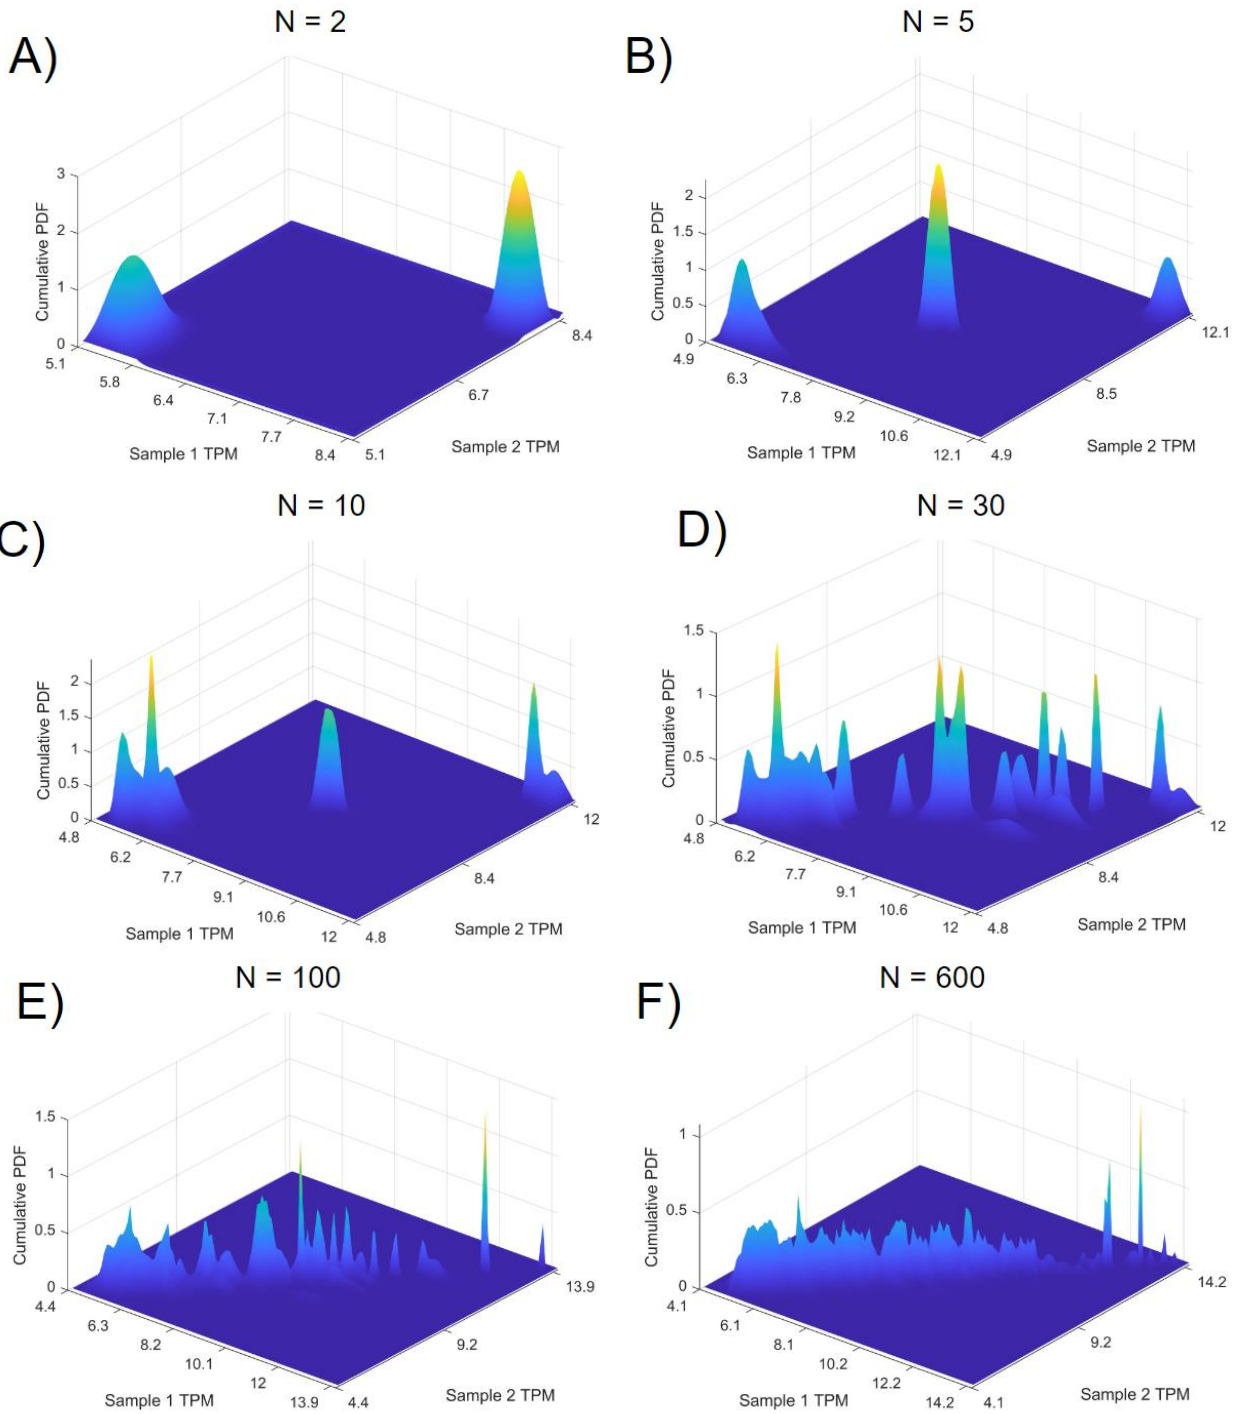 N = 2
A)
Cumulative PDF
3
2
1
0
5.1
5.8
6.4
7.1
7.7
8.4
Sample 1 TPM
5.1
6.7
8.4
Sample 2 TPM
N = 5
B)
Cumulative PDF
2
1.5
1
0.5
0
4.9
6.3
7.8
9.2
10.6
12.1
Sample 1 TPM
4.9
8.5
12.1
Sample 2 TPM
N = 10
C)
Cumulative PDF
2
1.5
1
0.5
0
4.8
6.2
7.7
9.1
10.6
12
Sample 1 TPM
4.8
8.4
12
Sample 2 TPM
N = 30
D)
Cumulative PDF
1.5
1
0.5
0
4.8
6.2
7.7
9.1
10.6
12
Sample 1 TPM
4.8
8.4
12
Sample 2 TPM
N = 100
E)
Cumulative PDF
1.5
1
0.5
0
4.4
6.3
8.2
10.1
12
13.9
Sample 1 TPM
4.4
9.2
13.9
Sample 2 TPM
N = 600
F)
Cumulative PDF
1
0.5
0
4.1
6.1
8.1
10.2
12.2
14.2
Sample 1 TPM
4.1
9.2
14.2
Sample 2 TPM